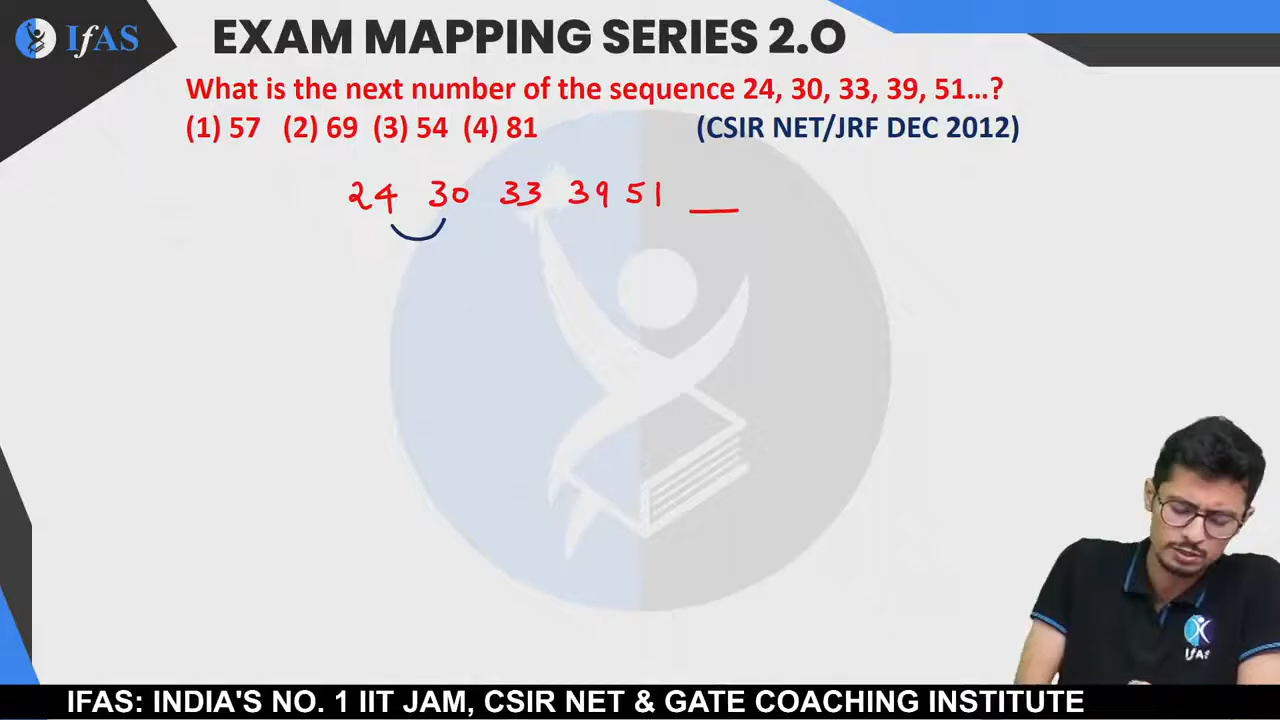 IfAS
EXAM MAPPING SERIES 2.O
What is the next number of the sequence 24, 30, 33, 39, 51...?
(1) 57 (2) 69 (3) 54 (4) 81 (CSIR NET/JRF DEC 2012)
24 30 33 39 51 __
IfAS
IFAS: INDIA'S NO. 1 IIT JAM, CSIR NET & GATE COACHING INSTITUTE